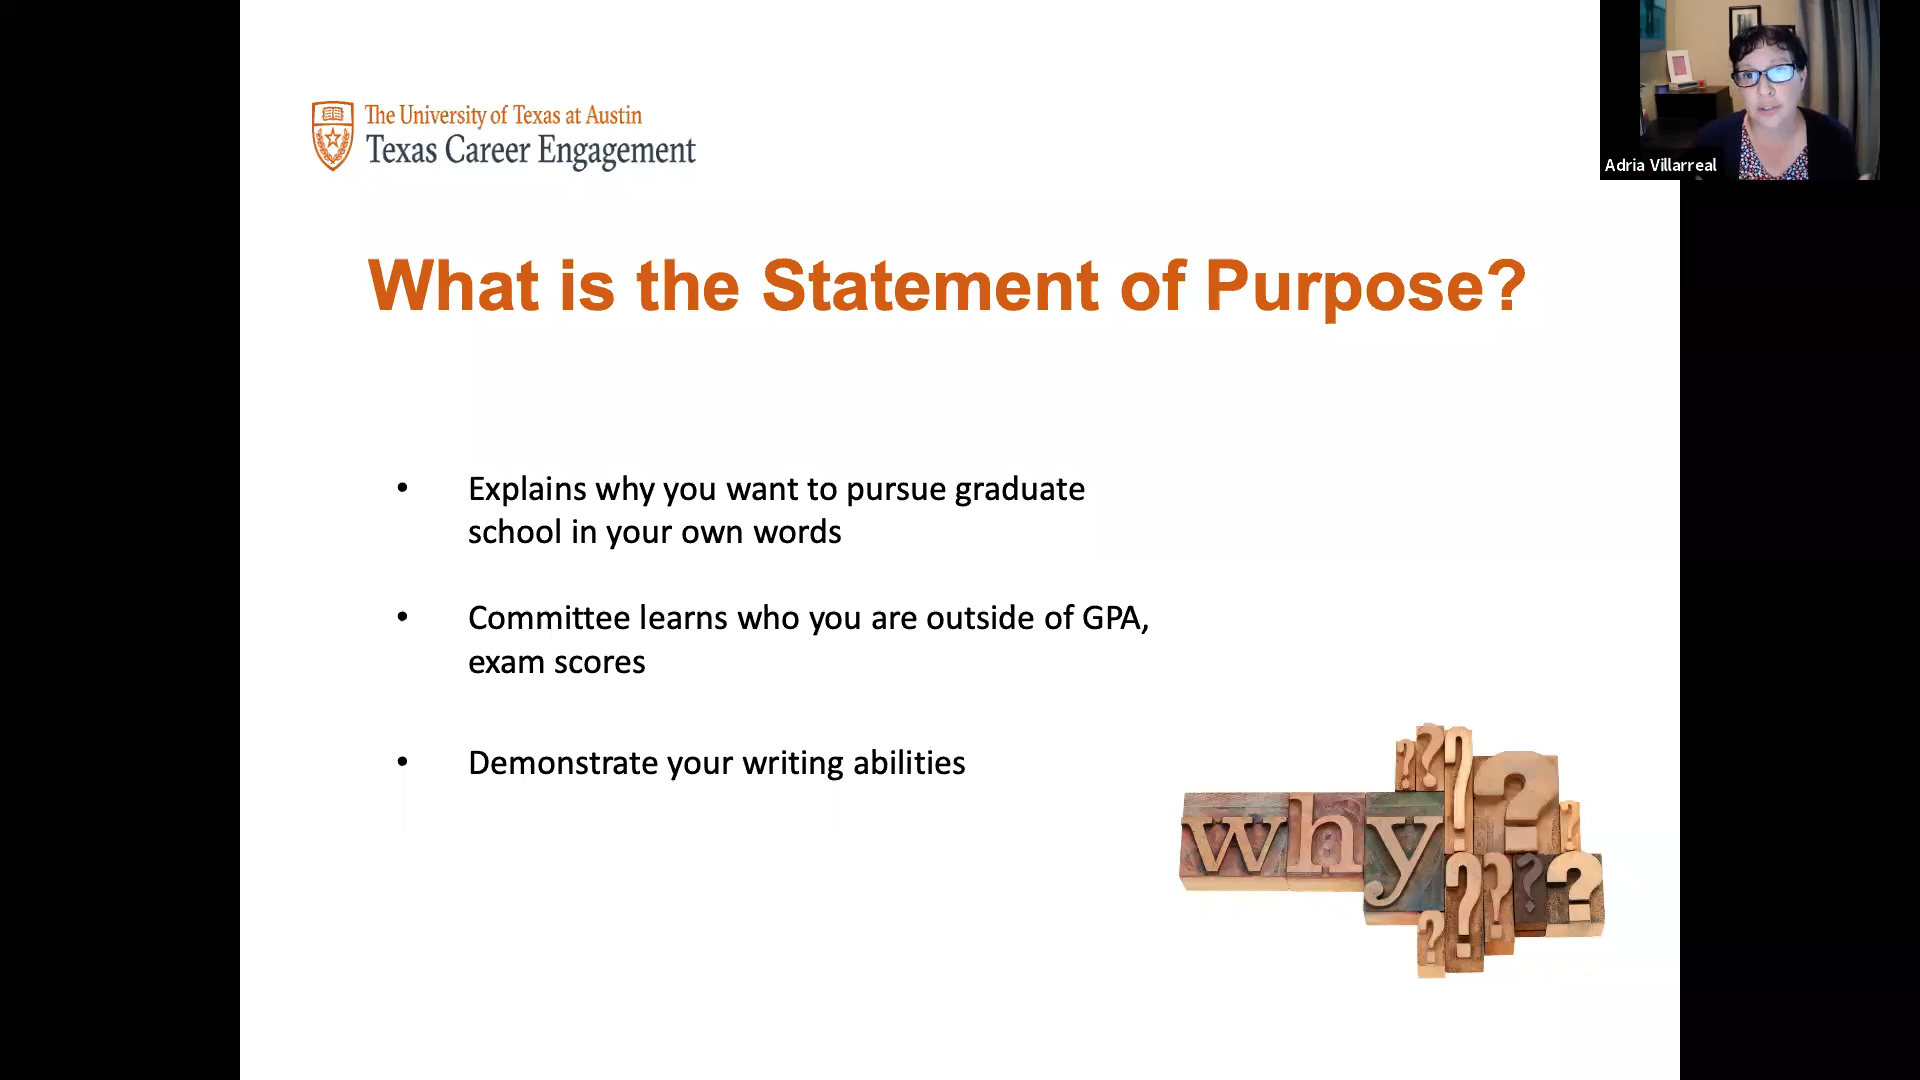 The University of Texas at Austin
Texas Career Engagement
Adria Villarreal
What is the Statement of Purpose?
• Explains why you want to pursue graduate
school in your own words
• Committee learns who you are outside of GPA,
exam scores
• Demonstrate your writing abilities
why
? ? ? ? ?
? ? ? ? ?